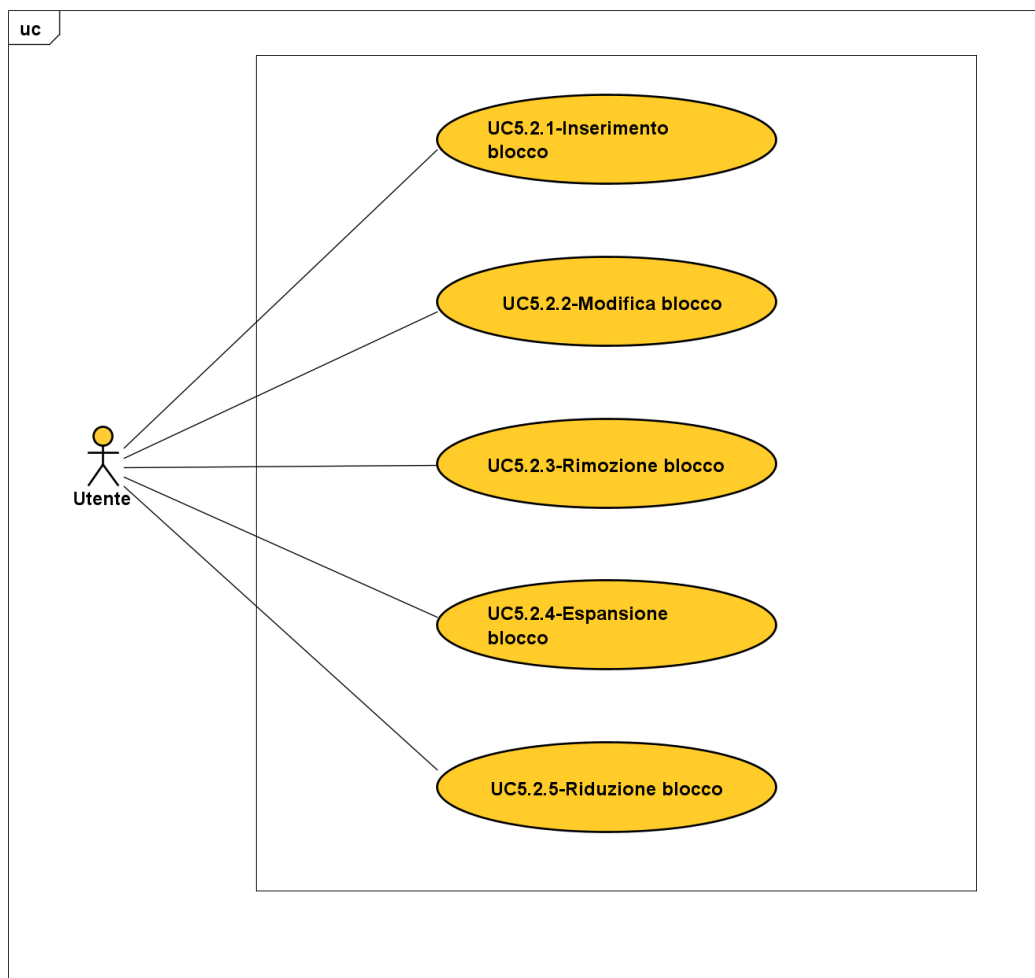 uc
UC5.2.1-Inserimento
blocco
UC5.2.2-Modifica blocco
UC5.2.3-Rimozione blocco
Utente
UC5.2.4-Espansione
blocco
UC5.2.5-Riduzione blocco